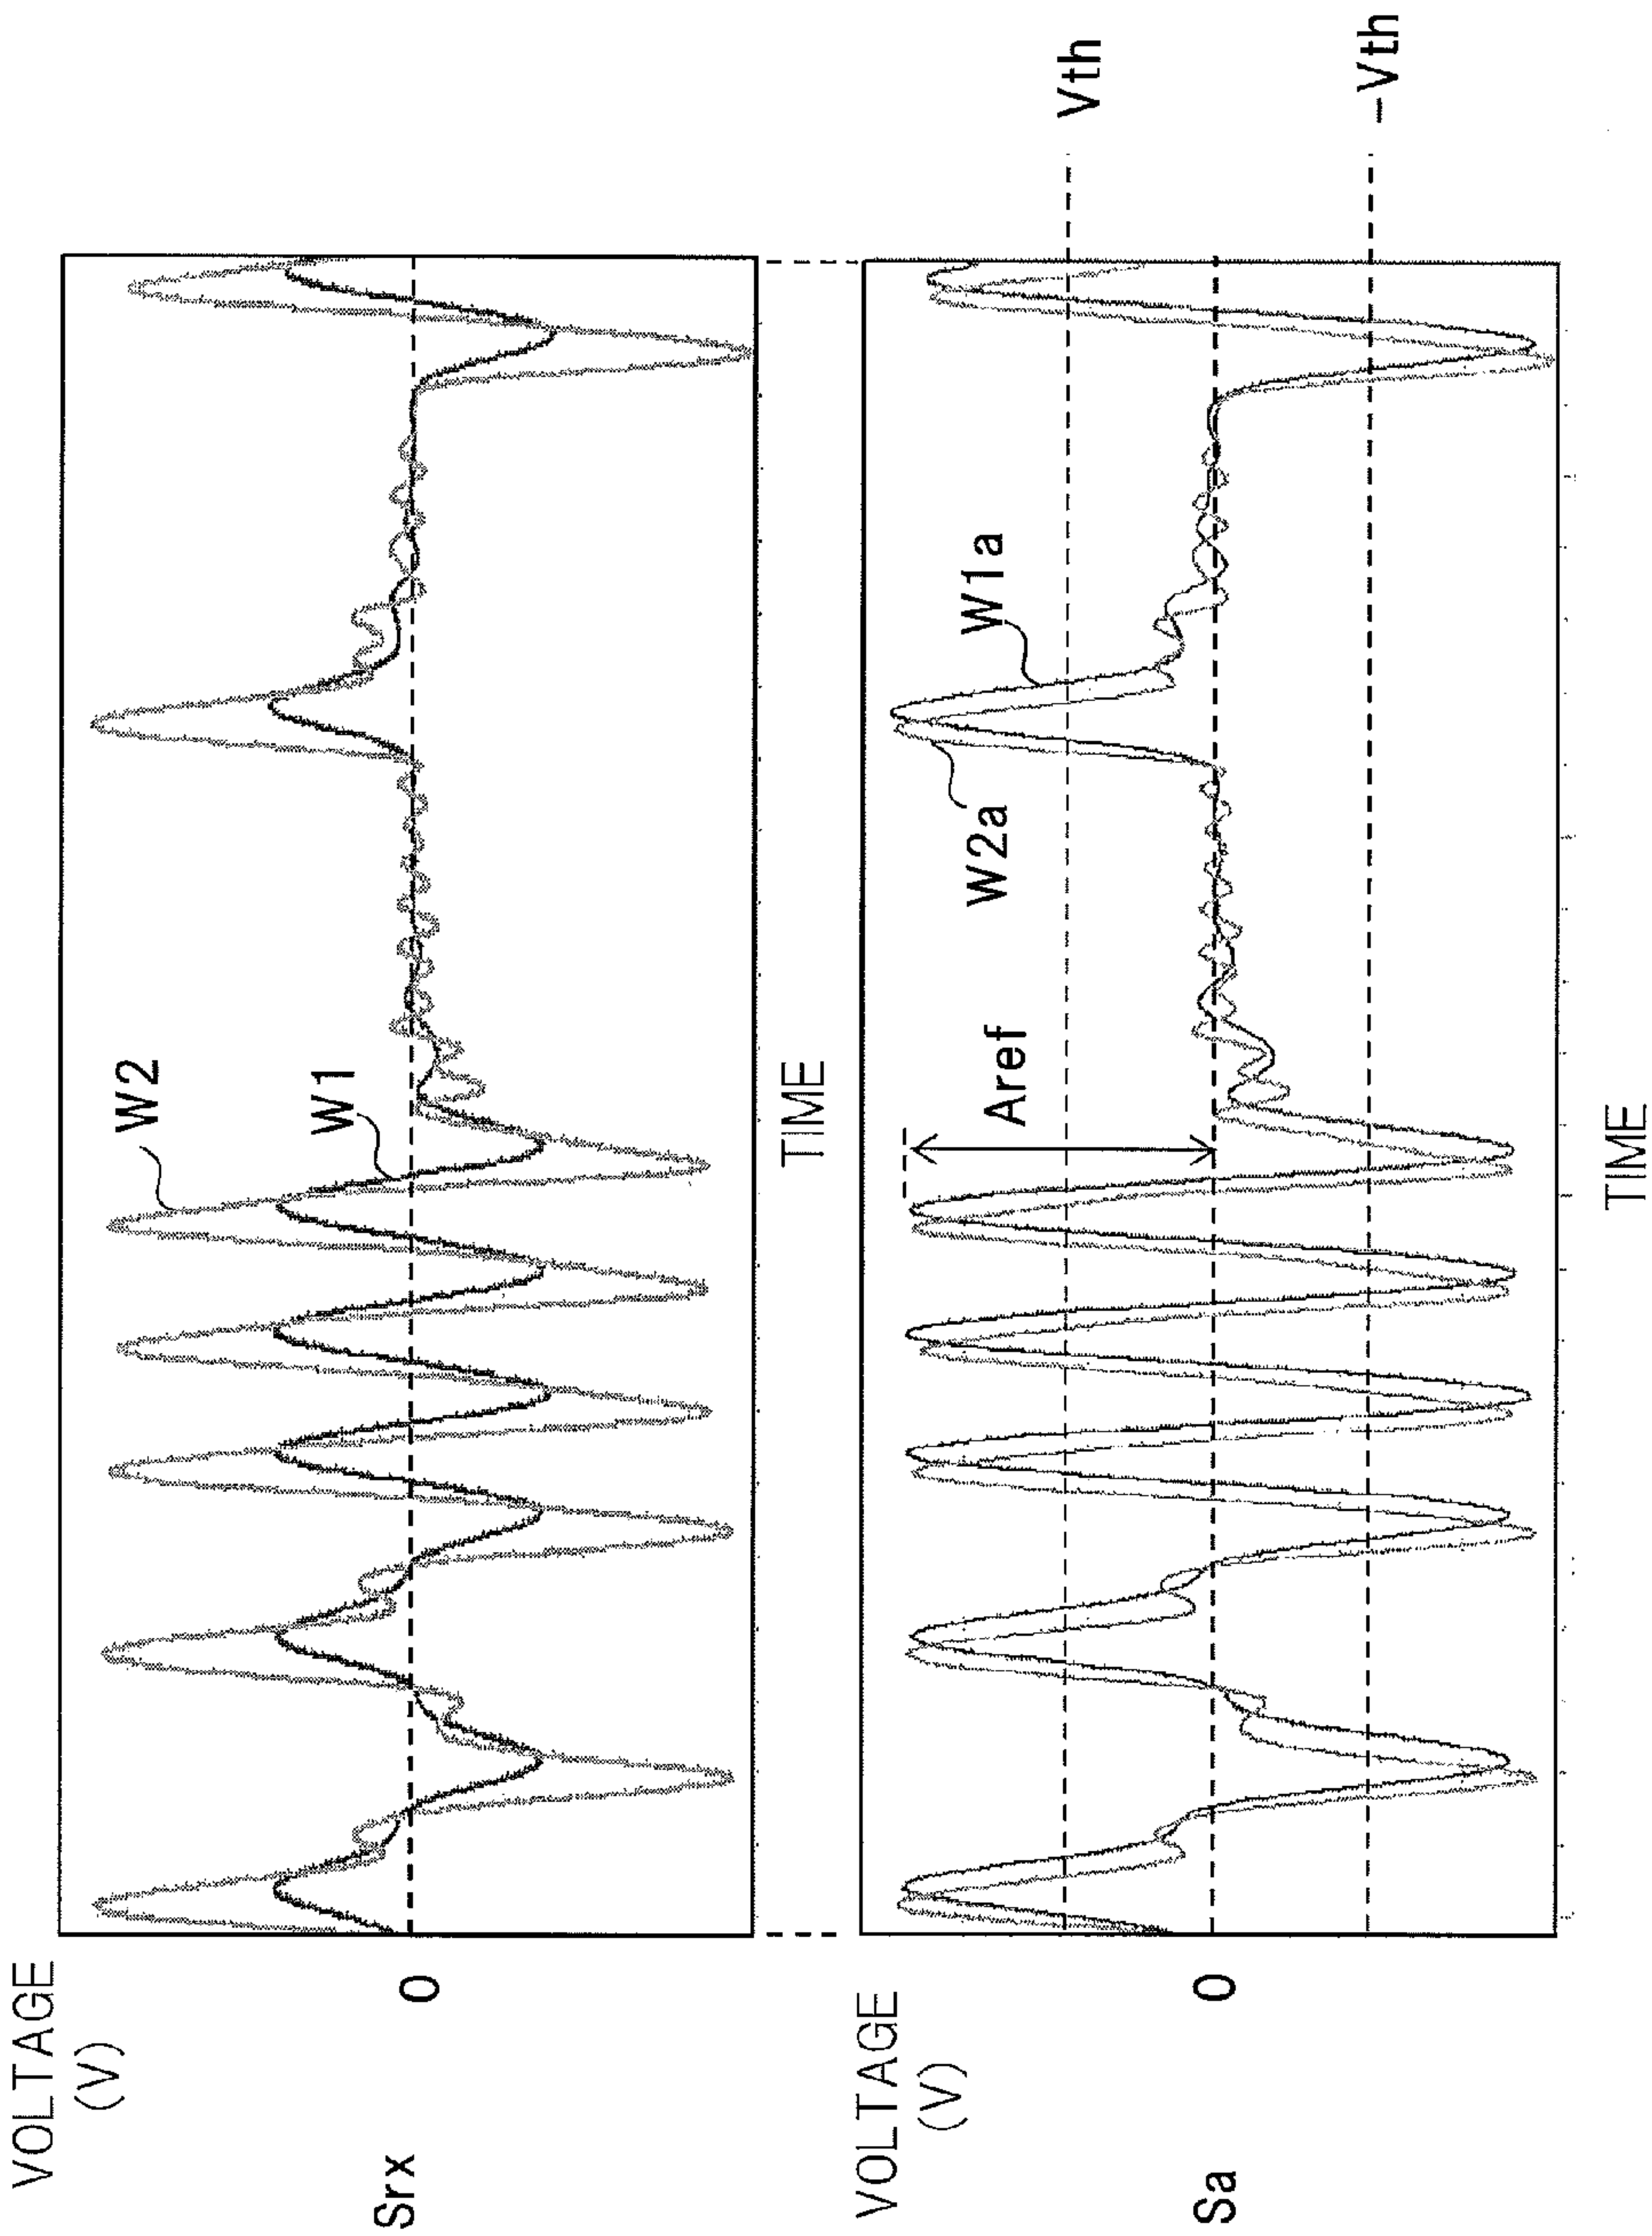 VOLTAGE
(V)
Srx
0
W2
W1
TIME
VOLTAGE
(V)
Sa
0
Aref
W2a
W1a
Vth
-Vth
TIME